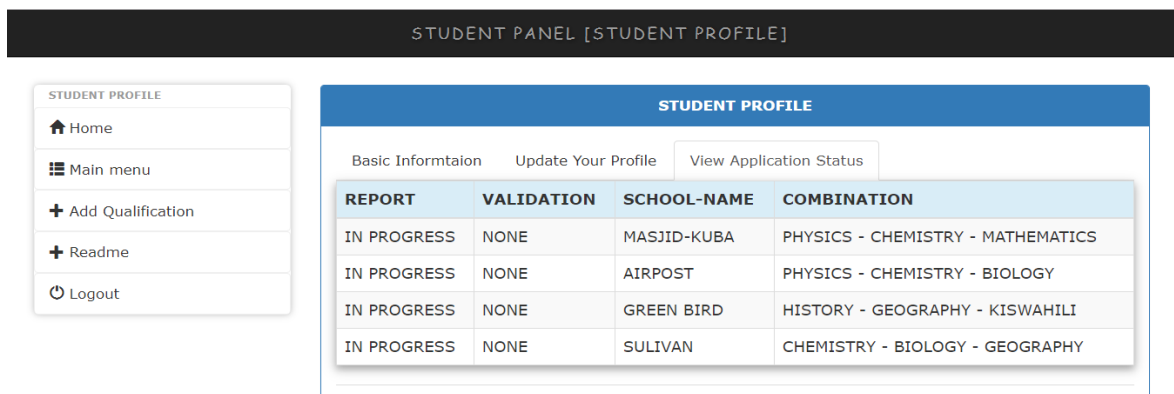 STUDENT PANEL [STUDENT PROFILE]
STUDENT PROFILE
Home
Main menu
Add Qualification
Readme
Logout
STUDENT PROFILE
Basic Informtaion Update Your Profile View Application Status
REPORT VALIDATION SCHOOL-NAME COMBINATION
IN PROGRESS NONE MASJID-KUBA PHYSICS - CHEMISTRY - MATHEMATICS
IN PROGRESS NONE AIRPOST PHYSICS - CHEMISTRY - BIOLOGY
IN PROGRESS NONE GREEN BIRD HISTORY - GEOGRAPHY - KISWAHILI
IN PROGRESS NONE SULIVAN CHEMISTRY - BIOLOGY - GEOGRAPHY